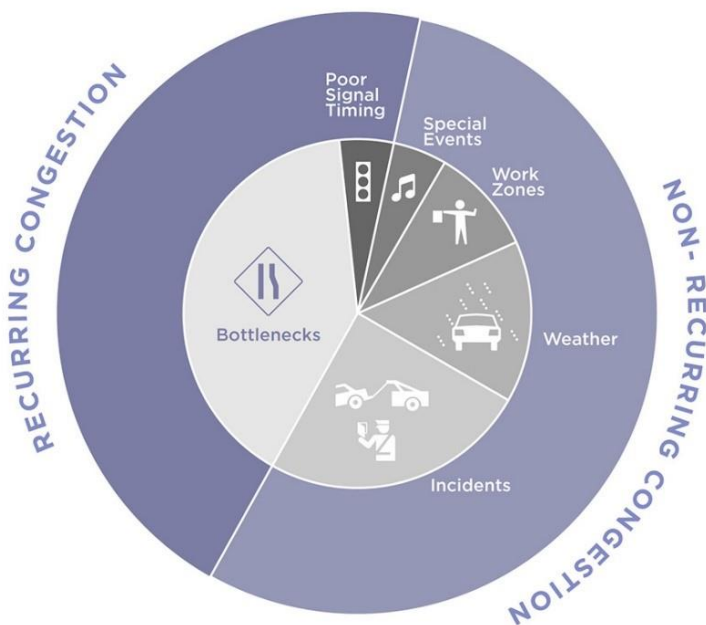 RECURRING CONGESTION
Poor
Signal
Timing
Special
Events
Work
Zones
NON- RECURRING CONGESTION
Bottlenecks
Weather
Incidents